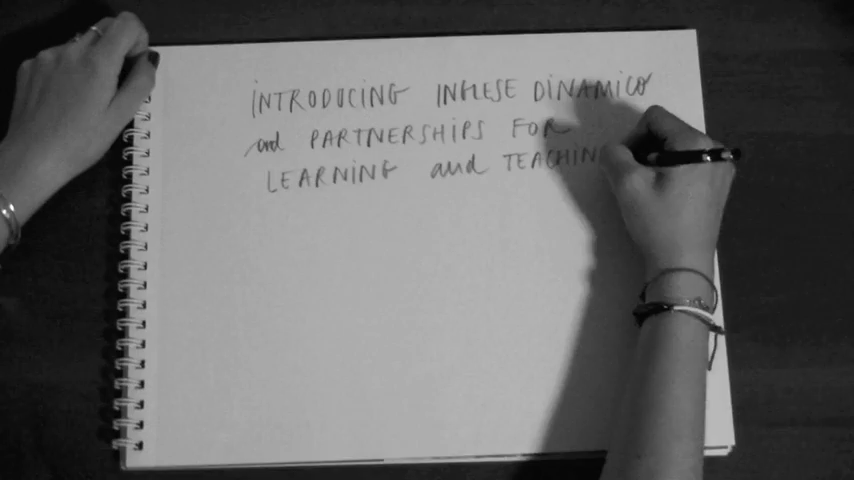 iNTRODUCING INGLESE DiNAMiCO
and PARTNERSHiPS FOR
LEARNiNG and TEACHIN